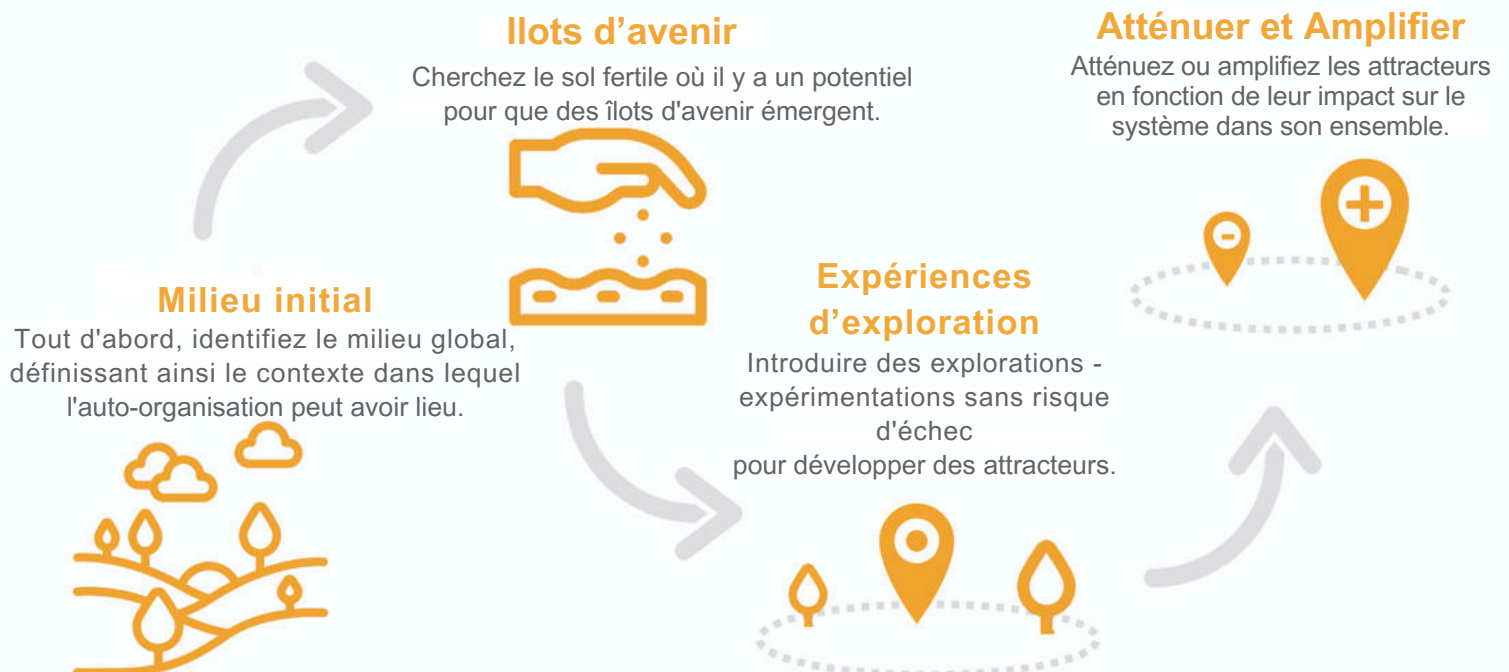 Milieu initial
Tout d'abord, identifiez le milieu global,
définissant ainsi le contexte dans lequel
l'auto-organisation peut avoir lieu.
Ilots d’avenir
Cherchez le sol fertile où il y a un potentiel
pour que des îlots d'avenir émergent.
Expériences
d’exploration
Introduire des explorations -
expérimentations sans risque
d'échec
pour développer des attracteurs.
Atténuer et Amplifier
Atténuez ou amplifiez les attracteurs
en fonction de leur impact sur le
système dans son ensemble.